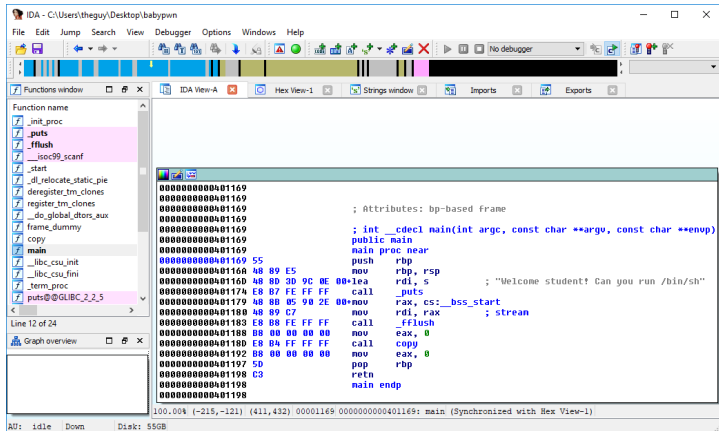 IDA - C:\Users\theguy\Desktop\babypwn
File Edit Jump Search View Debugger Options Windows Help
No debugger
Functions window
IDA View-A
Hex View-1
Strings window
Imports
Exports
Function name
_init_proc
_puts
_fflush
___isoc99_scanf
_start
_dl_relocate_static_pie
deregister_tm_clones
register_tm_clones
__do_global_dtors_aux
frame_dummy
copy
main
__libc_csu_init
__libc_csu_fini
_term_proc
puts@@GLIBC_2_2_5
Line 12 of 24
Graph overview
0000000000401169
0000000000401169
0000000000401169 ; Attributes: bp-based frame
0000000000401169
0000000000401169 ; int __cdecl main(int argc, const char **argv, const char **envp)
0000000000401169 public main
0000000000401169 main proc near
0000000000401169 55 push rbp
000000000040116A 48 89 E5 mov rbp, rsp
000000000040116D 48 8D 3D 9C 0E 00+lea rdi, s ; "Welcome student! Can you run /bin/sh"
0000000000401174 E8 B7 FE FF FF call _puts
0000000000401179 48 8B 05 90 2E 00+mov rax, cs:__bss_start
0000000000401180 48 89 C7 mov rdi, rax ; stream
0000000000401183 E8 B8 FE FF FF call _fflush
0000000000401188 B8 00 00 00 00 mov eax, 0
000000000040118D E8 B4 FF FF FF call copy
0000000000401192 B8 00 00 00 00 mov eax, 0
0000000000401197 5D pop rbp
0000000000401198 C3 retn
0000000000401198 main endp
0000000000401198
100.00% (-215,-121) (411,432) 00001169 0000000000401169: main (Synchronized with Hex View-1)
AU: idle Down Disk: 55GB